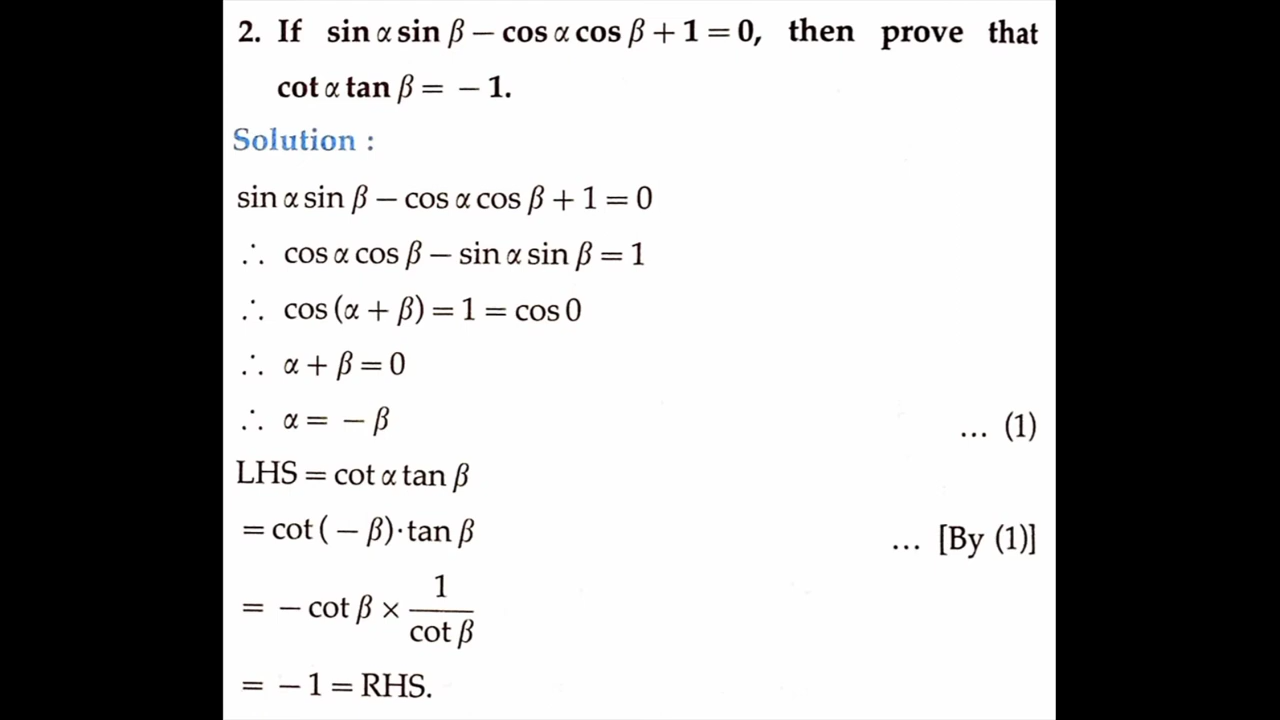 2. If sin α sin β − cos α cos β + 1 = 0, then prove that
cot α tan β = − 1.
Solution :
sin α sin β − cos α cos β + 1 = 0
∴ cos α cos β − sin α sin β = 1
∴ cos (α + β) = 1 = cos 0
∴ α + β = 0
∴ α = − β ... (1)
LHS = cot α tan β
= cot ( − β)·tan β ... [By (1)]
= − cot β × 1/cot β
= − 1 = RHS.